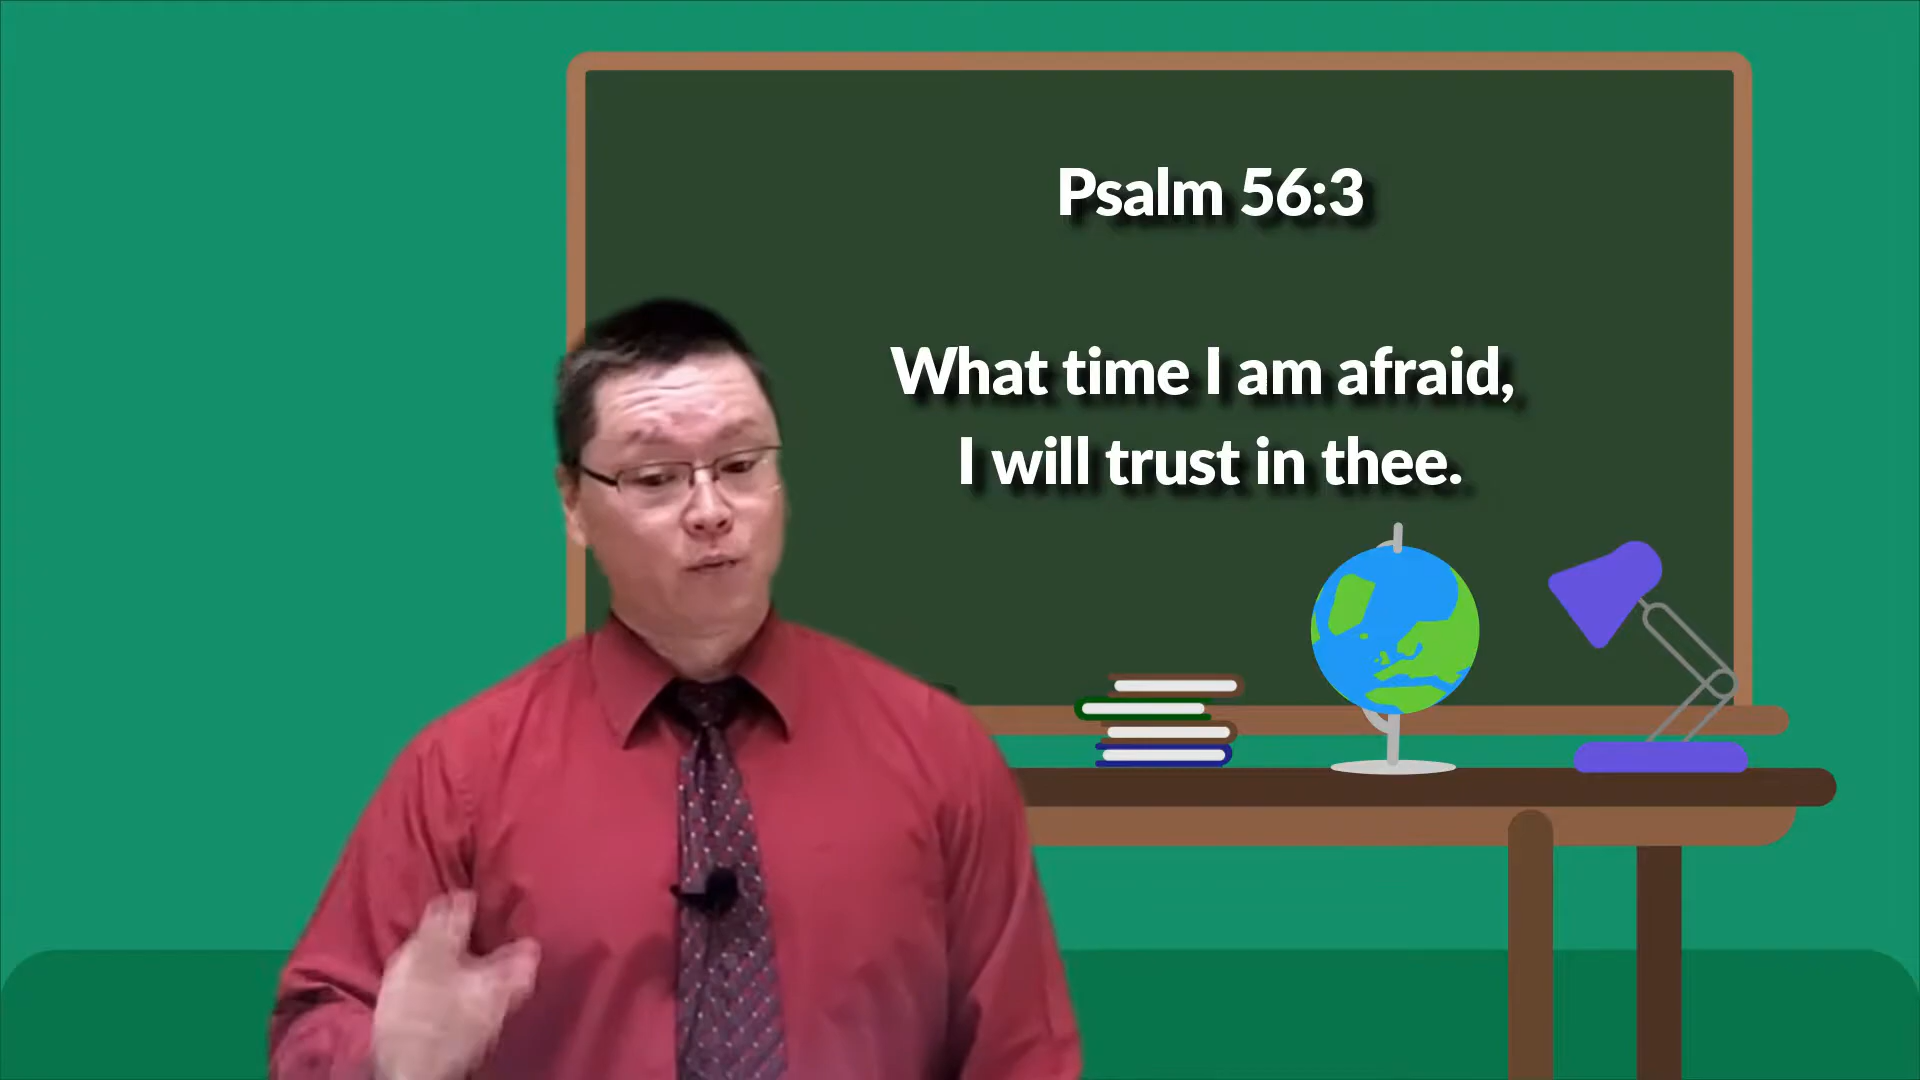 Psalm 56:3
What time I am afraid,
I will trust in thee.